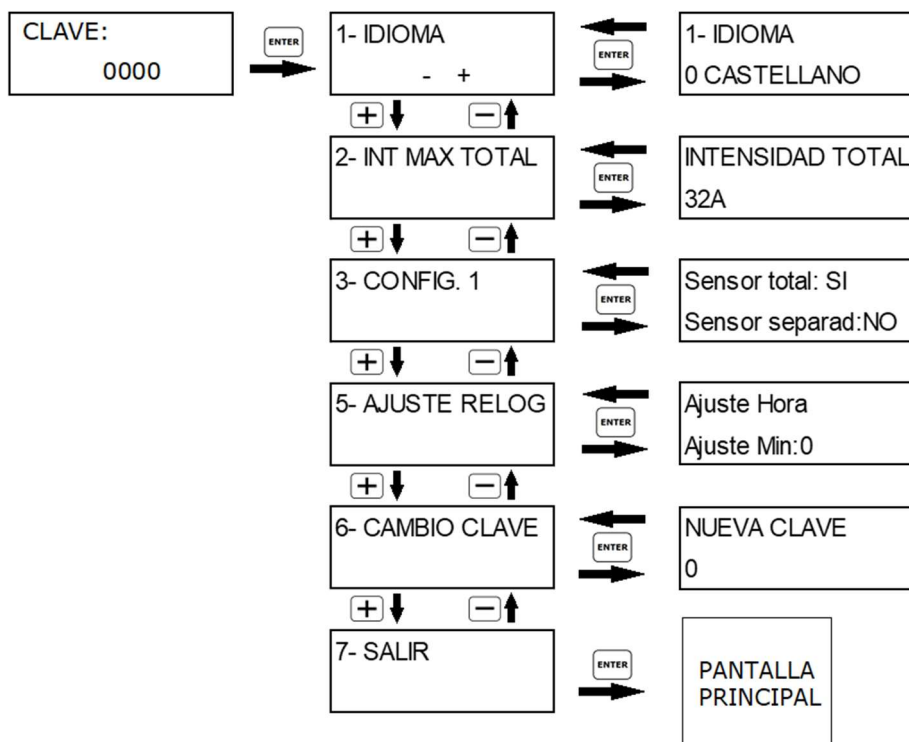 CLAVE:
0000
ENTER
1- IDIOMA
- +
ENTER
1- IDIOMA
0 CASTELLANO
+ -
2- INT MAX TOTAL
ENTER
INTENSIDAD TOTAL
32A
+ -
3- CONFIG. 1
ENTER
Sensor total: SI
Sensor separad:NO
+ -
5- AJUSTE RELOG
ENTER
Ajuste Hora
Ajuste Min:0
+ -
6- CAMBIO CLAVE
ENTER
NUEVA CLAVE
0
+ -
7- SALIR
ENTER
PANTALLA
PRINCIPAL